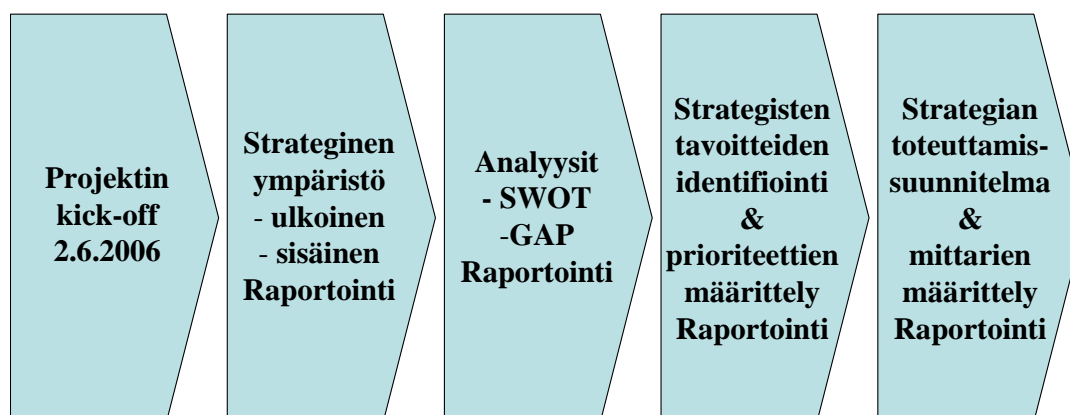 Projektin
kick-off
2.6.2006
Strateginen
ympäristö
- ulkoinen
- sisäinen
Raportointi
Analyysit
- SWOT
-GAP
Raportointi
Strategisten
tavoitteiden
identifiointi
&
prioriteettien
määrittely
Raportointi
Strategian
toteuttamis-
suunnitelma
&
mittarien
määrittely
Raportointi